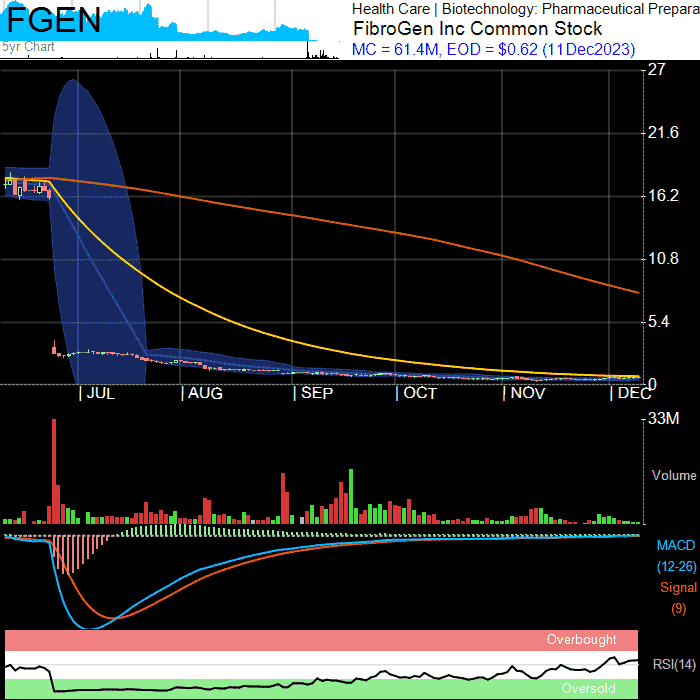 FGEN
5yr Chart
Health Care | Biotechnology: Pharmaceutical Prepara
FibroGen Inc Common Stock
MC = 61.4M, EOD = $0.62 (11Dec2023)
27
21.6
16.2
10.8
5.4
0
JUL AUG SEP OCT NOV DEC
33M
Volume
MACD
(12-26)
Signal
(9)
Overbought
RSI(14)
Oversold